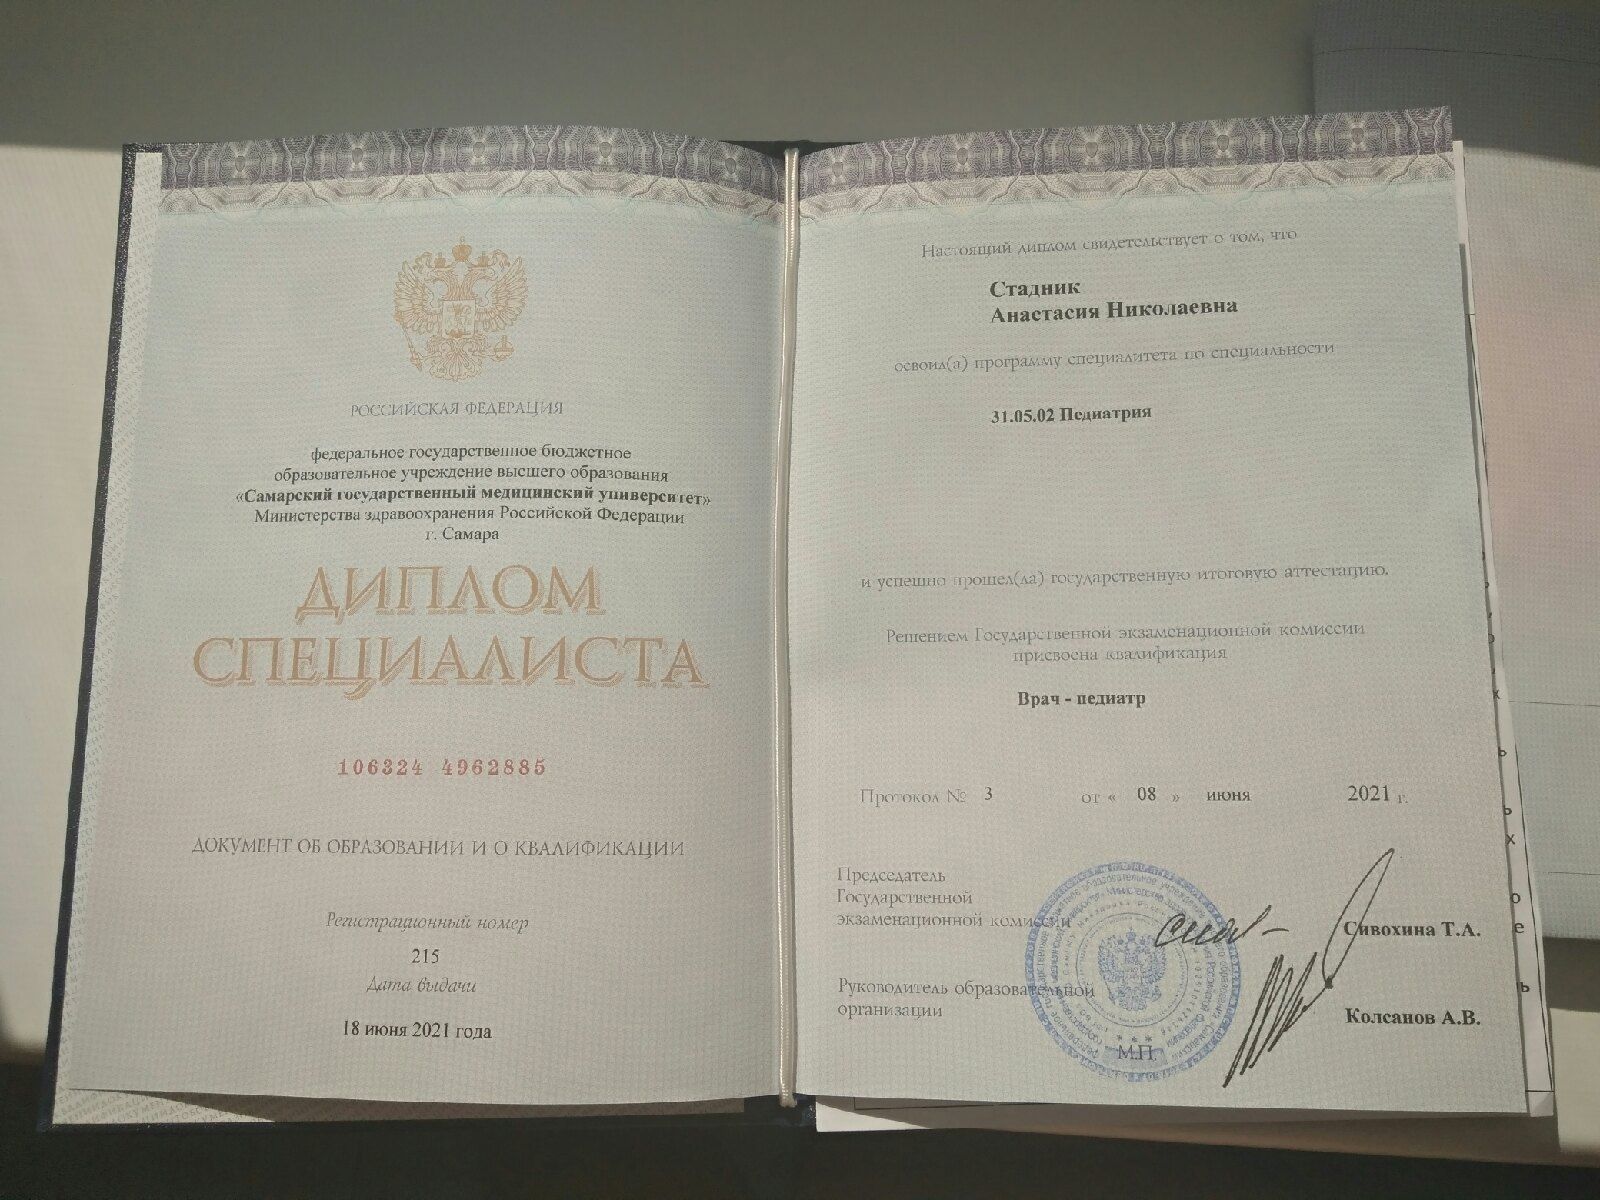 РОССИЙСКАЯ ФЕДЕРАЦИЯ
федеральное государственное бюджетное
образовательное учреждение высшего образования
«Самарский государственный медицинский университет»
Министерства здравоохранения Российской Федерации
г. Самара
ДИПЛОМ
СПЕЦИАЛИСТА
106324 4962885
ДОКУМЕНТ ОБ ОБРАЗОВАНИИ И О КВАЛИФИКАЦИИ
Регистрационный номер
215
Дата выдачи
18 июня 2021 года
Настоящий диплом свидетельствует о том, что
Стадник
Анастасия Николаевна
освоил(а) программу специалитета по специальности
31.05.02 Педиатрия
и успешно прошел(ла) государственную итоговую аттестацию.
Решением Государственной экзаменационной комиссии
присвоена квалификация
Врач - педиатр
Протокол № 3 от « 08 » июня 2021 г.
Председатель
Государственной
экзаменационной комиссии
Сивохина Т.А.
Руководитель образовательной
организации
Колсанов А.В.
М.П.